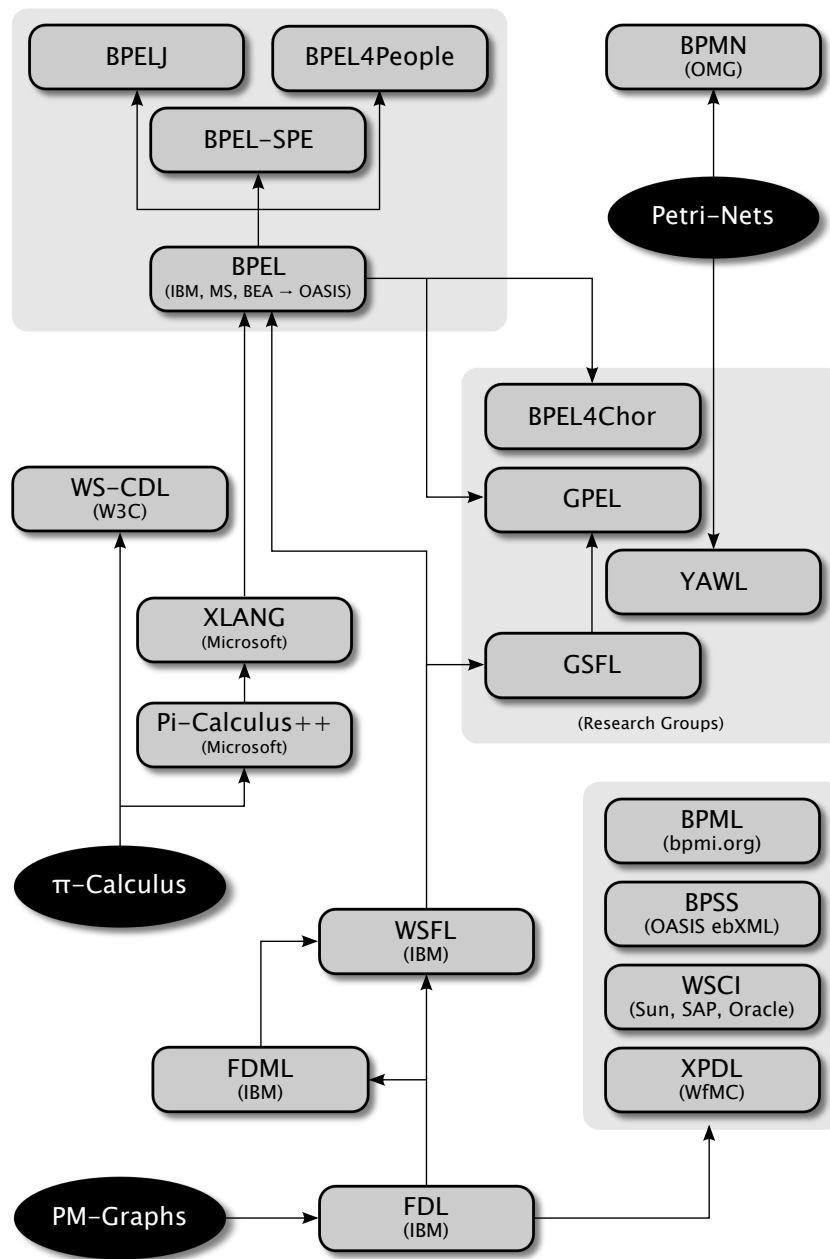 BPELJ
BPEL4People
BPMN
(OMG)
BPEL-SPE
Petri-Nets
BPEL
(IBM, MS, BEA → OASIS)
BPEL4Chor
WS-CDL
(W3C)
GPEL
YAWL
XLANG
(Microsoft)
GSFL
Pi-Calculus++
(Microsoft)
(Research Groups)
BPML
(bpmi.org)
π-Calculus
BPSS
(OASIS ebXML)
WSFL
(IBM)
WSCI
(Sun, SAP, Oracle)
FDML
(IBM)
XPDL
(WfMC)
PM-Graphs
FDL
(IBM)